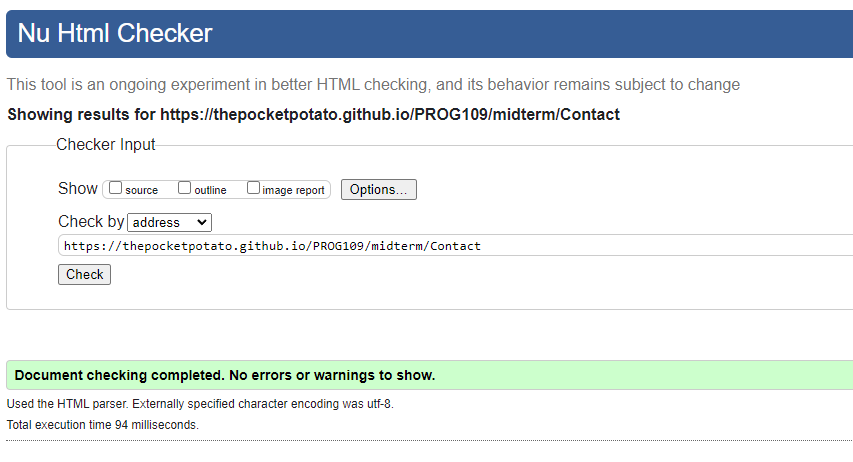 Nu Html Checker
This tool is an ongoing experiment in better HTML checking, and its behavior remains subject to change
Showing results for https://thepocketpotato.github.io/PROG109/midterm/Contact
Checker Input
Show source outline image report Options...
Check by address
https://thepocketpotato.github.io/PROG109/midterm/Contact
Check
Document checking completed. No errors or warnings to show.
Used the HTML parser. Externally specified character encoding was utf-8.
Total execution time 94 milliseconds.